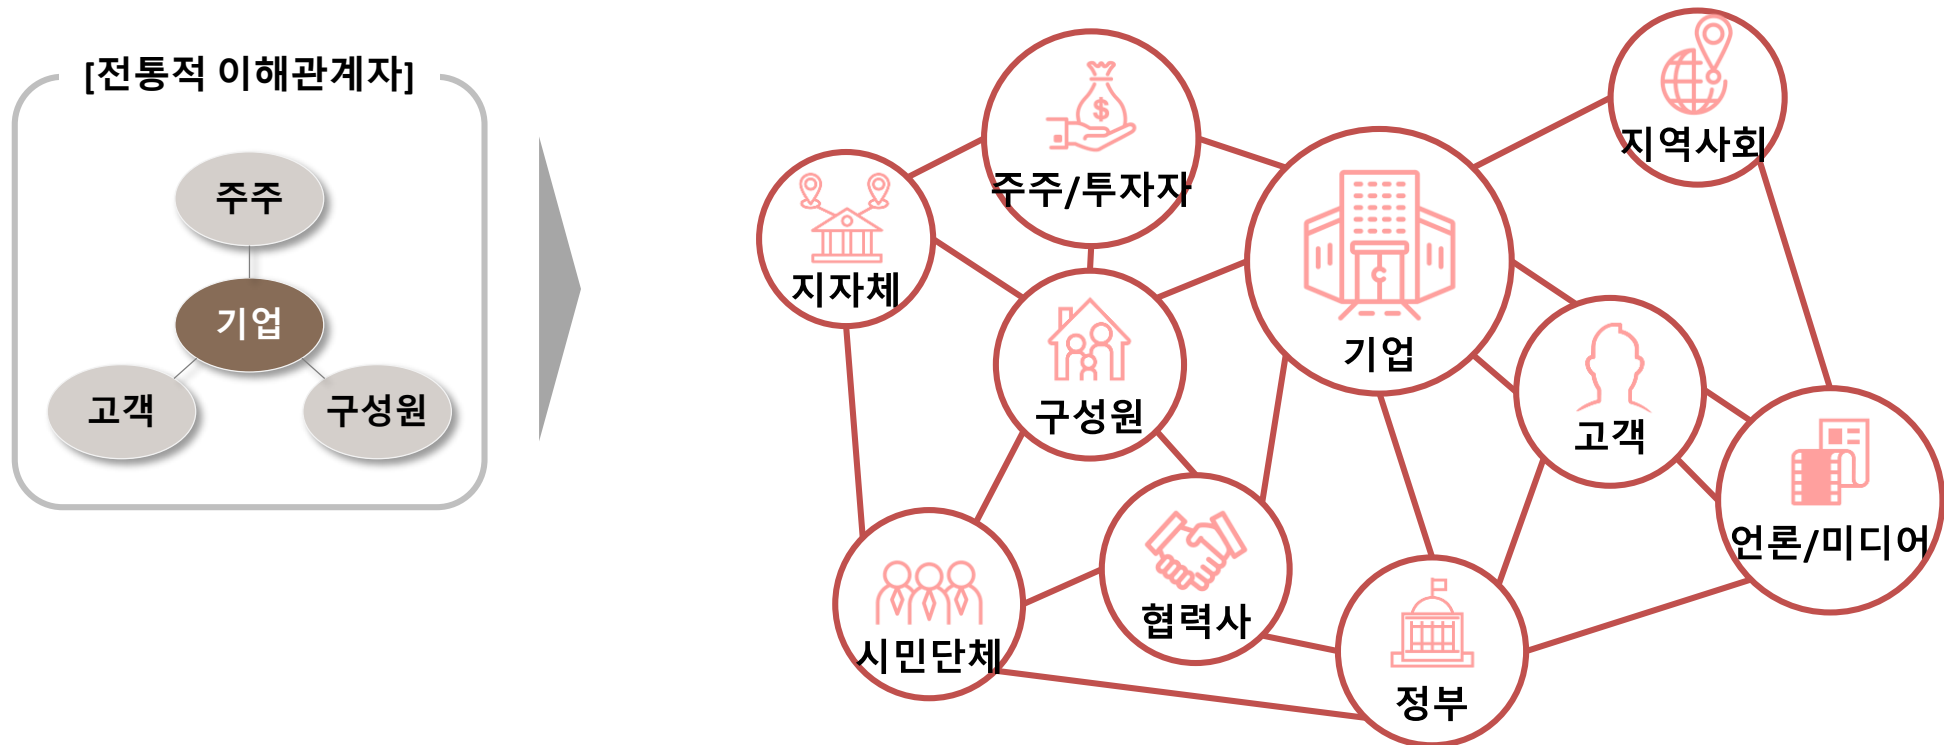 [전통적 이해관계자]
주주
기업
고객
구성원
지역사회
주주/투자자
지자체
기업
구성원
고객
언론/미디어
협력사
시민단체
정부